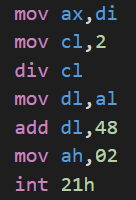 mov ax,di
mov cl,2
div cl
mov dl,al
add dl,48
mov ah,02
int 21h